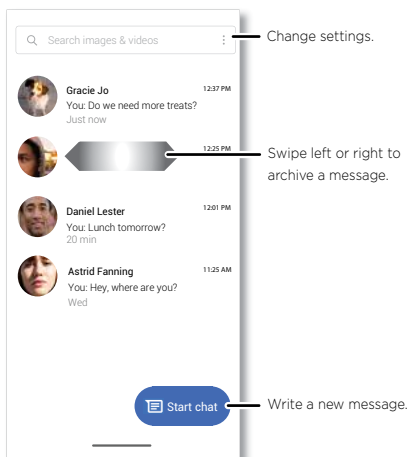 Search images & videos
Change settings.
Gracie Jo 12:37 PM
You: Do we need more treats?
Just now
12:25 PM
Swipe left or right to
archive a message.
Daniel Lester 12:01 PM
You: Lunch tomorrow?
20 min
Astrid Fanning 11:25 AM
You: Hey, where are you?
Wed
Start chat
Write a new message.